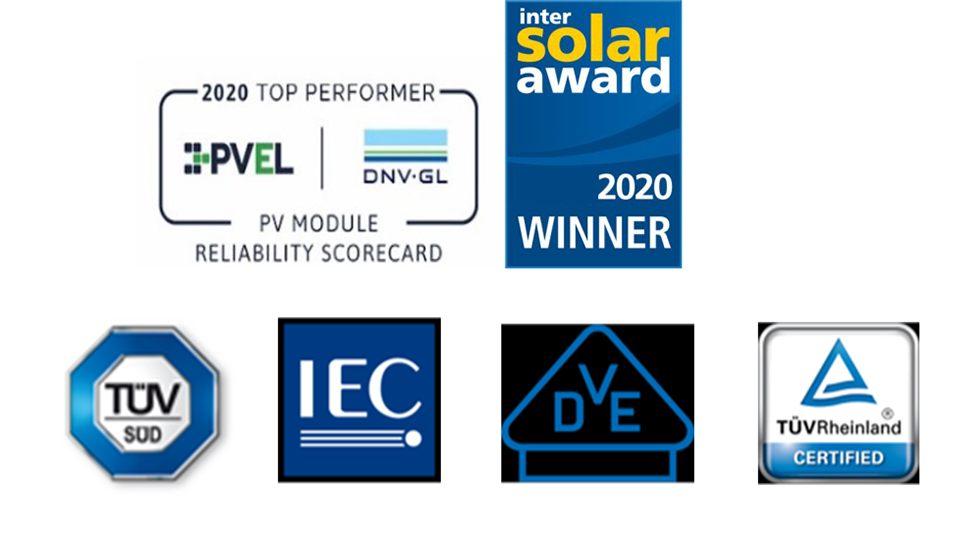 2020 TOP PERFORMER
PVEL
DNV·GL
PV MODULE
RELIABILITY SCORECARD
inter
solar
award
2020
WINNER
TÜV
SÜD
IEC
DVE
TÜVRheinland®
CERTIFIED